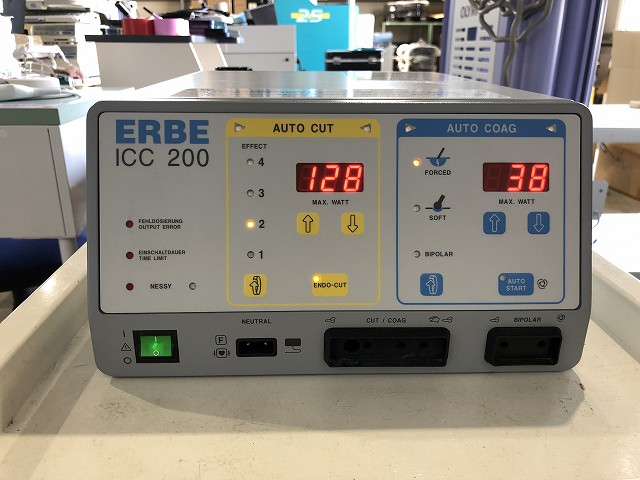 ERBE
ICC 200
FEHLDOSIERUNG
OUTPUT ERROR
EINSCHALTDAUER
TIME LIMIT
NESSY
AUTO CUT
EFFECT
4
3
2
1
128
MAX. WATT
ENDO-CUT
AUTO COAG
FORCED
SOFT
BIPOLAR
38
MAX. WATT
AUTO
START
I
O
NEUTRAL
F
CUT / COAG
BIPOLAR